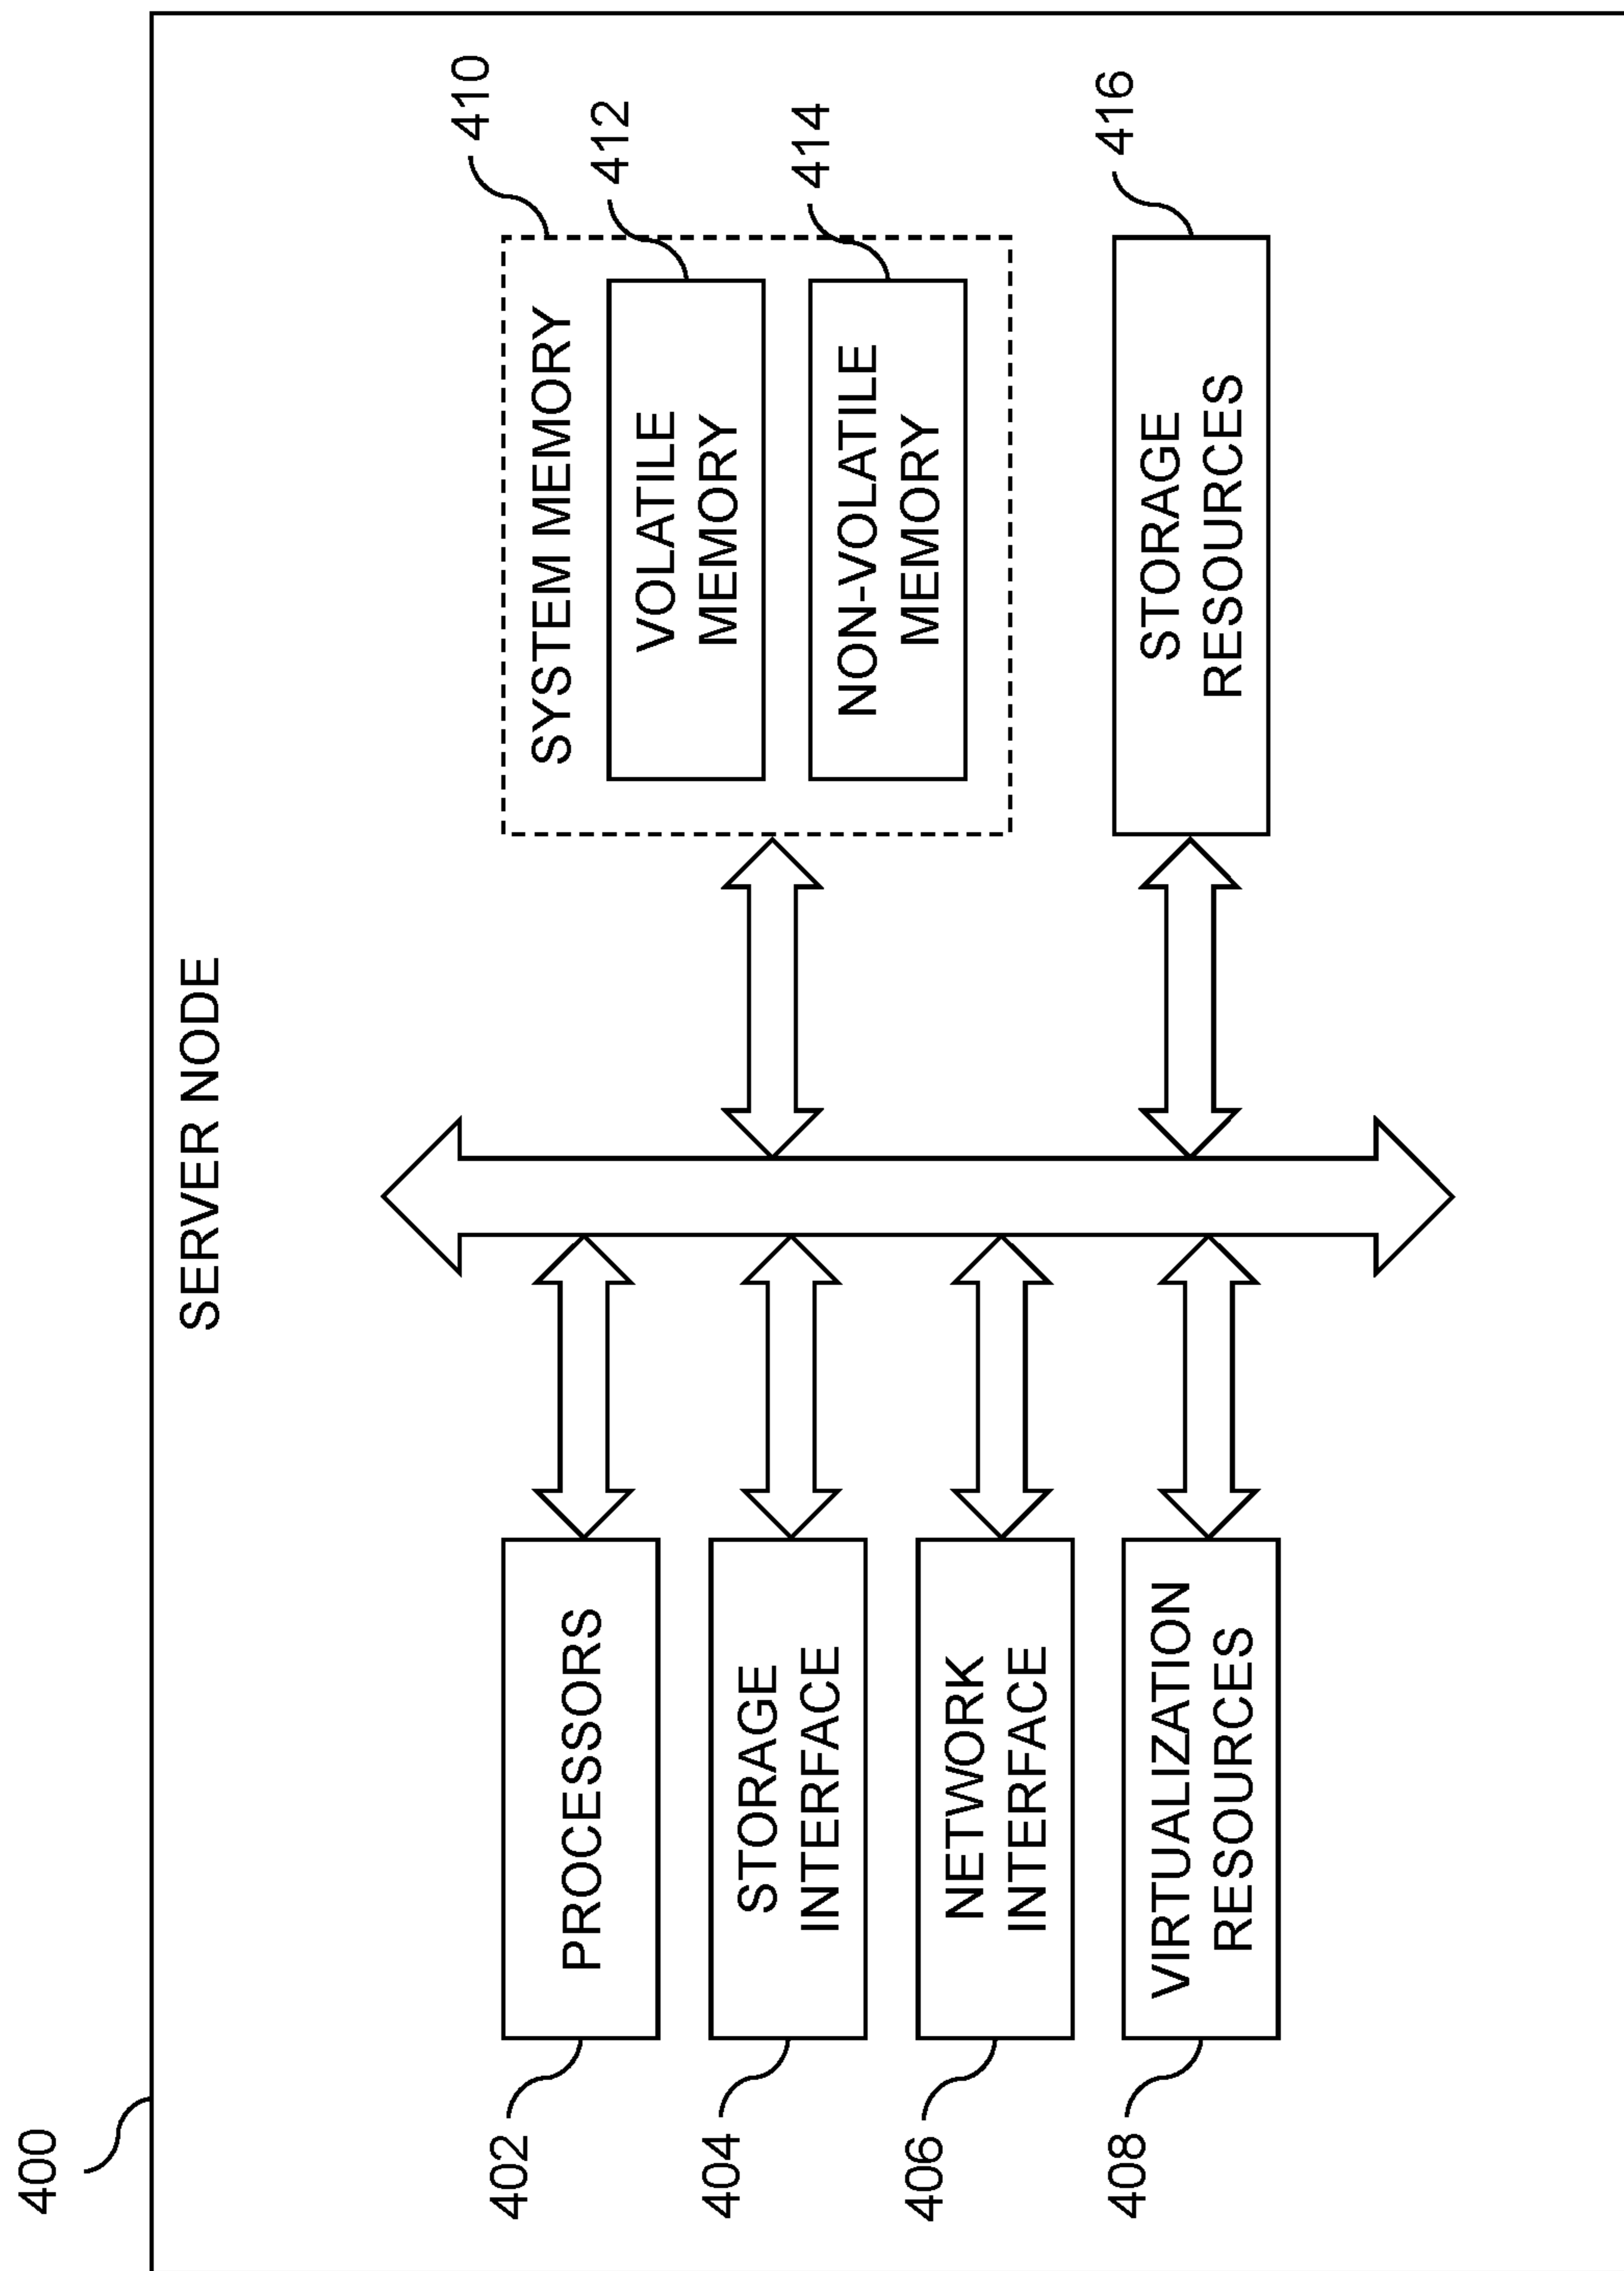 400
SERVER NODE
402
PROCESSORS
404
STORAGE
INTERFACE
406
NETWORK
INTERFACE
408
VIRTUALIZATION
RESOURCES
410
SYSTEM MEMORY
412
VOLATILE
MEMORY
414
NON-VOLATILE
MEMORY
416
STORAGE
RESOURCES